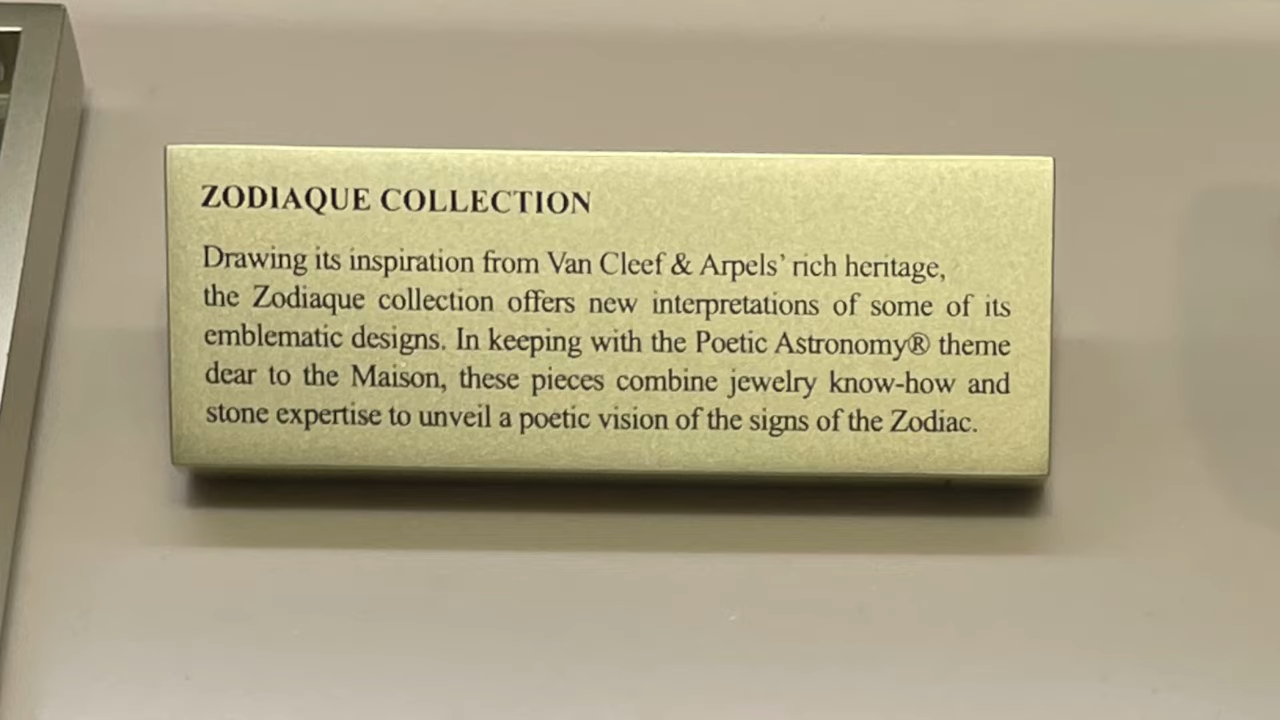 ZODIAQUE COLLECTION
Drawing its inspiration from Van Cleef & Arpels’ rich heritage,
the Zodiaque collection offers new interpretations of some of its
emblematic designs. In keeping with the Poetic Astronomy® theme
dear to the Maison, these pieces combine jewelry know-how and
stone expertise to unveil a poetic vision of the signs of the Zodiac.